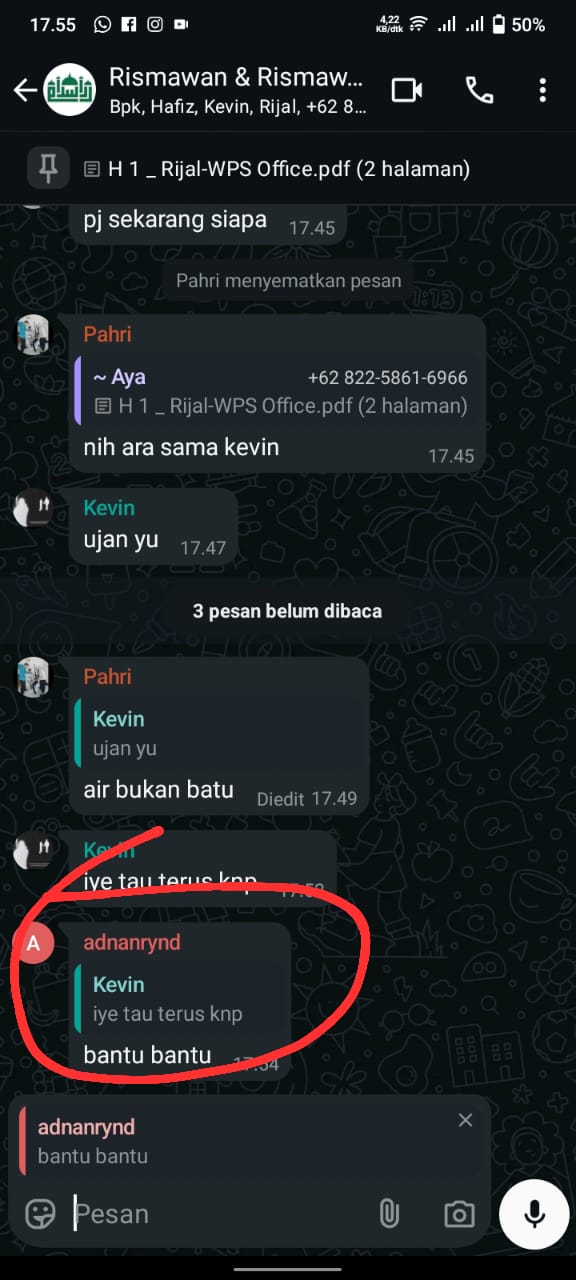 17.55
4,22
KB/dtk
50%
Rismawan & Rismaw...
Bpk, Hafiz, Kevin, Rijal, +62 8...
H 1 _ Rijal-WPS Office.pdf (2 halaman)
pj sekarang siapa
17.45
Pahri menyematkan pesan
Pahri
~ Aya
+62 822-5861-6966
H 1 _ Rijal-WPS Office.pdf (2 halaman)
nih ara sama kevin
17.45
Kevin
ujan yu
17.47
3 pesan belum dibaca
Pahri
Kevin
ujan yu
air bukan batu
Diedit 17.49
Kevin
iye tau terus knp
A
adnanrynd
Kevin
iye tau terus knp
bantu bantu
17.54
adnanrynd
bantu bantu
Pesan